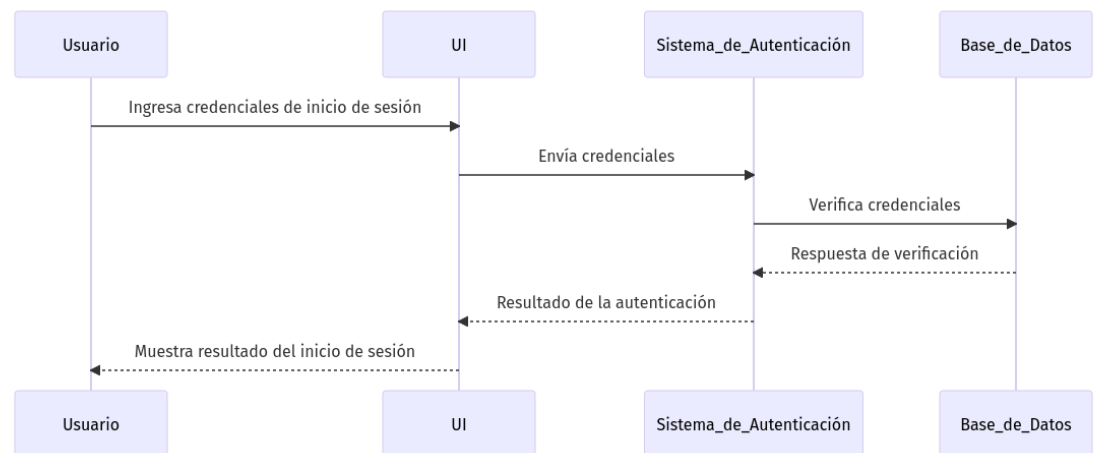 Usuario
UI
Sistema_de_Autenticación
Base_de_Datos
Ingresa credenciales de inicio de sesión
Envía credenciales
Verifica credenciales
Respuesta de verificación
Resultado de la autenticación
Muestra resultado del inicio de sesión
Usuario
UI
Sistema_de_Autenticación
Base_de_Datos